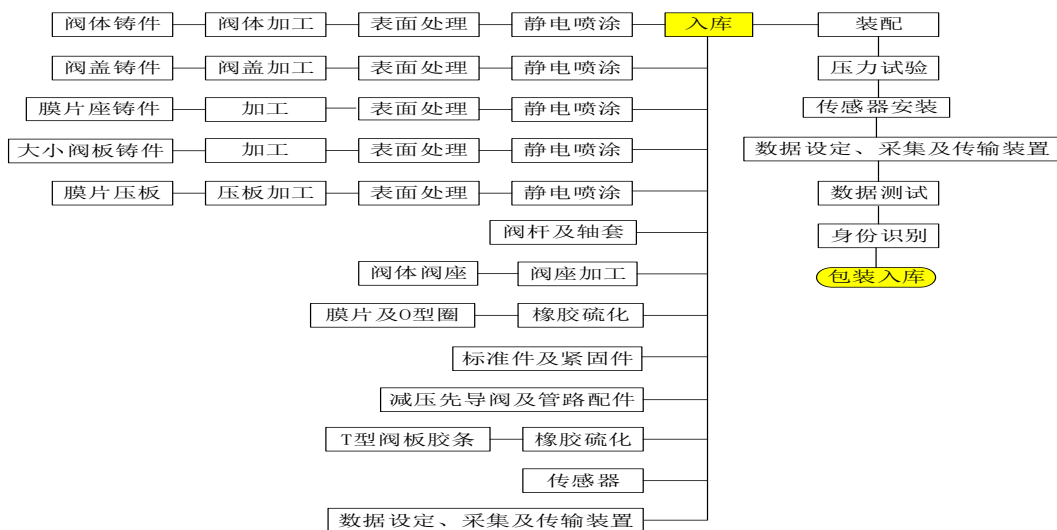 阀体铸件 阀体加工 表面处理 静电喷涂 入库 装配
阀盖铸件 阀盖加工 表面处理 静电喷涂 压力试验
膜片座铸件 加工 表面处理 静电喷涂 传感器安装
大小阀板铸件 加工 表面处理 静电喷涂 数据设定、采集及传输装置
膜片压板 压板加工 表面处理 静电喷涂 数据测试
阀杆及轴套 身份识别
阀体阀座 阀座加工 包装入库
膜片及O型圈 橡胶硫化
标准件及紧固件
减压先导阀及管路配件
T型阀板胶条 橡胶硫化
传感器
数据设定、采集及传输装置